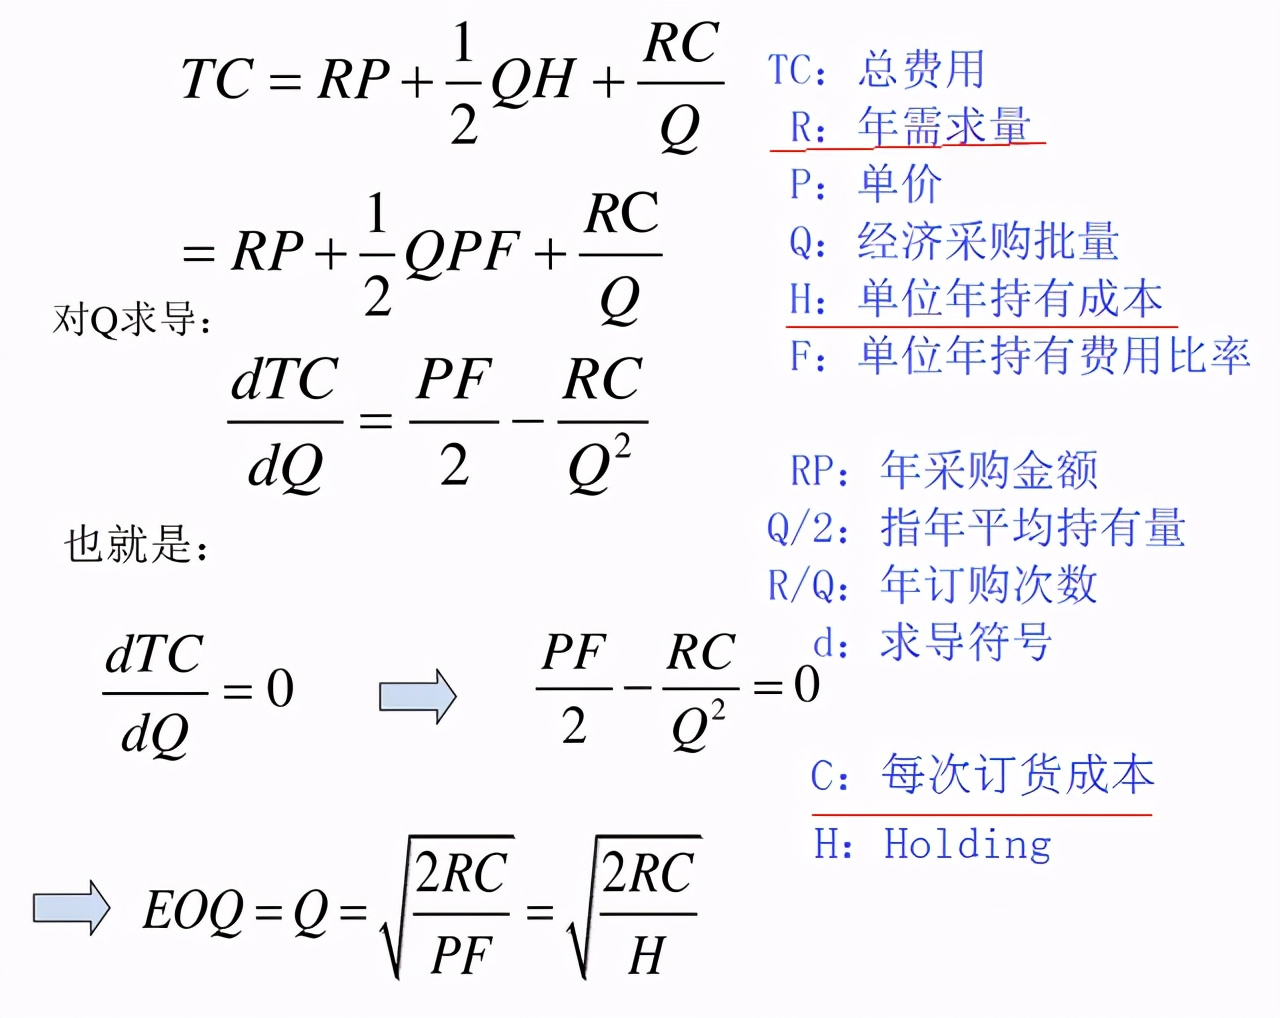 TC = RP + 1/2 QH + RC/Q
= RP + 1/2 QPF + RC/Q
对Q求导：
dTC/dQ = PF/2 − RC/Q²
也就是：
dTC/dQ = 0
PF/2 − RC/Q² = 0
EOQ = Q = √(2RC/PF) = √(2RC/H)
TC： 总费用
R： 年需求量
P： 单价
Q： 经济采购批量
H： 单位年持有成本
F： 单位年持有费用比率
RP： 年采购金额
Q/2： 指年平均持有量
R/Q： 年订购次数
d： 求导符号
C： 每次订货成本
H： Holding